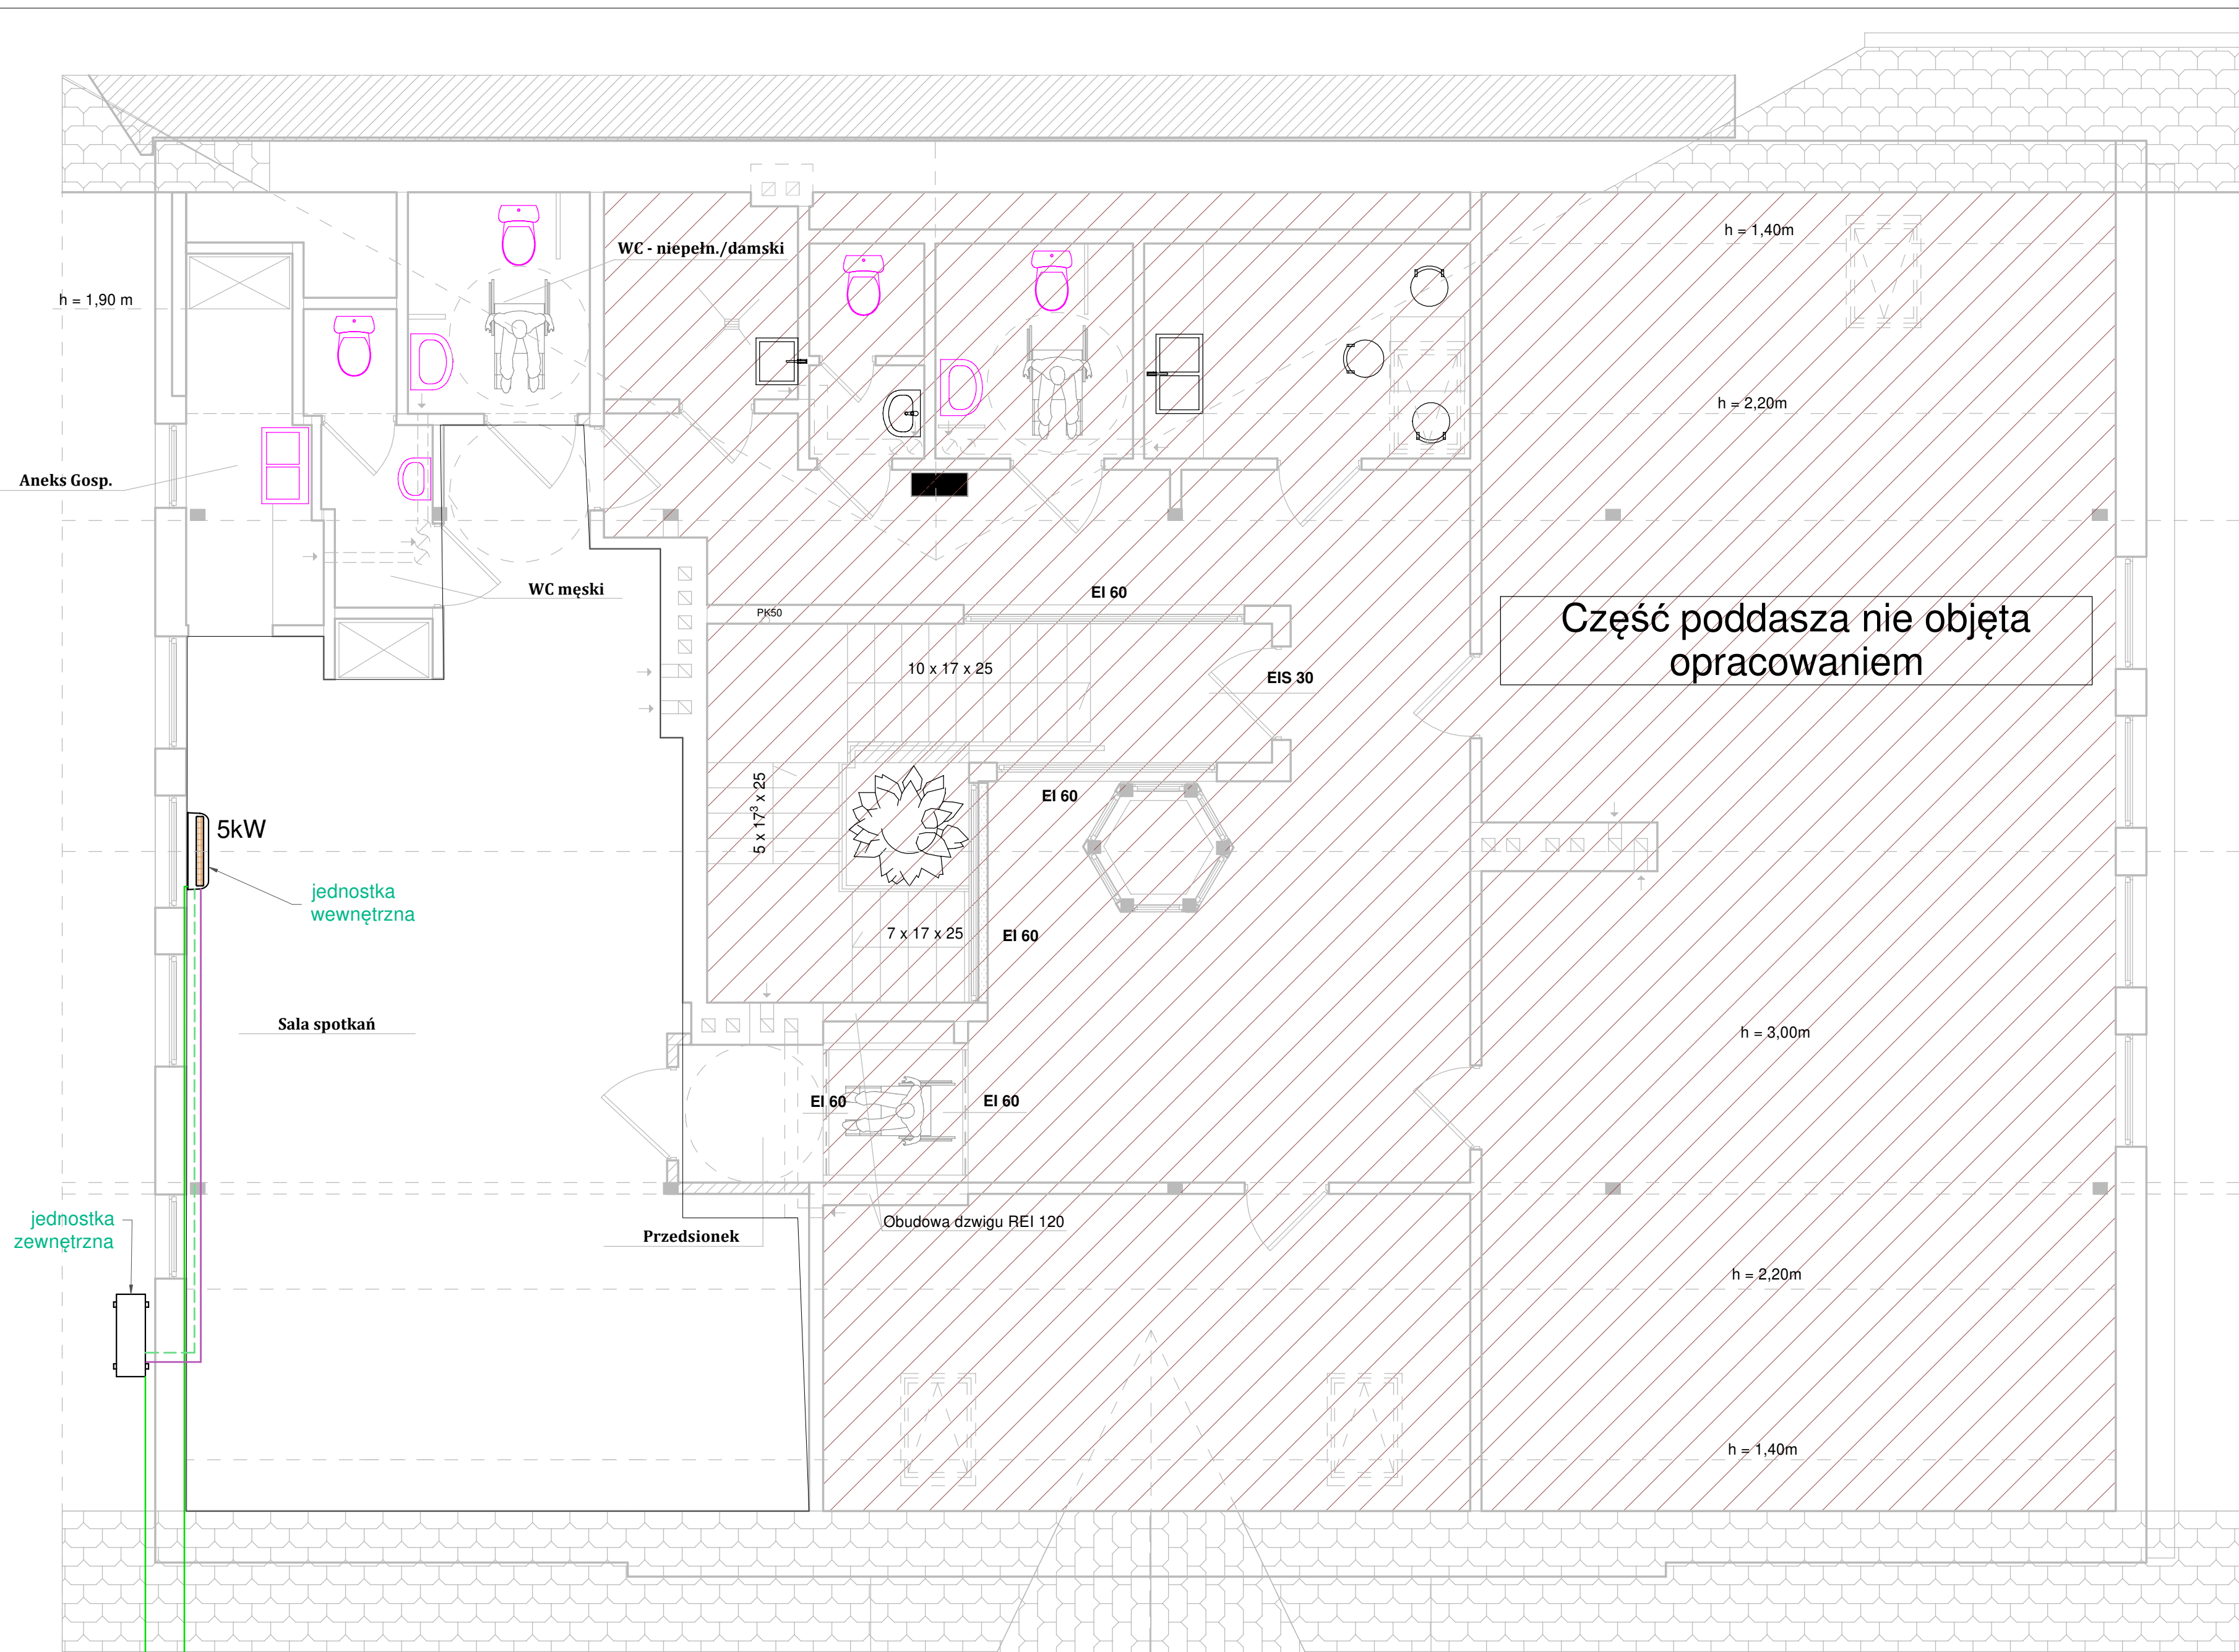 h = 1,40m
WC - niepełn./damski
h = 1,90 m
h = 2,20m
Aneks Gosp.
WC męski
EI 60
PK50
Część poddasza nie objęta
opracowaniem
10 x 17 x 25
EIS 30
5 x 17³ x 25
EI 60
5kW
jednostka
wewnętrzna
7 x 17 x 25
EI 60
Sala spotkań
h = 3,00m
EI 60
EI 60
jednostka
zewnętrzna
Obudowa dzwigu REI 120
Przedsionek
h = 2,20m
h = 1,40m